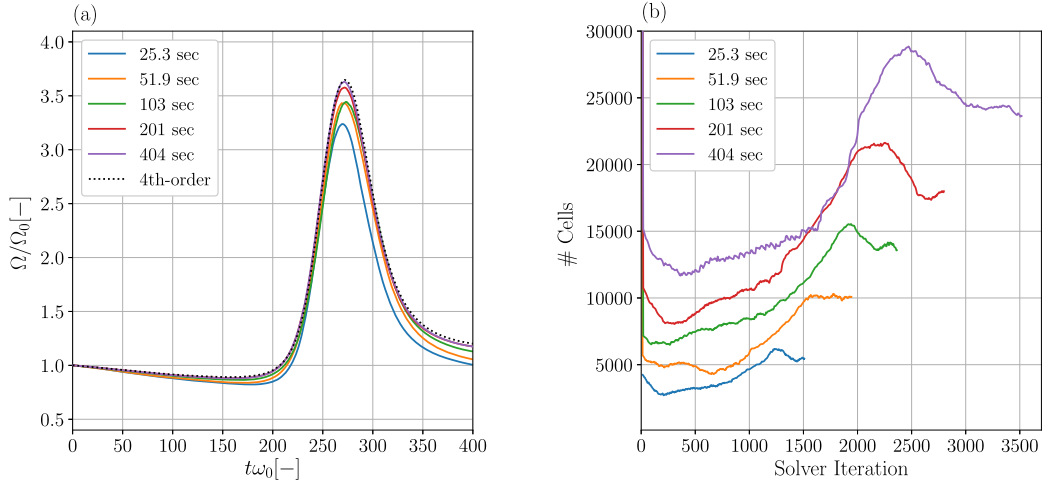 (a)
4.0
3.5
3.0
2.5
2.0
1.5
1.0
0.5
Ω/Ω₀[−]
25.3 sec
51.9 sec
103 sec
201 sec
404 sec
4th-order
0 50 100 150 200 250 300 350 400
tω₀[−]
(b)
30000
25000
20000
15000
10000
5000
# Cells
25.3 sec
51.9 sec
103 sec
201 sec
404 sec
0 500 1000 1500 2000 2500 3000 3500
Solver Iteration